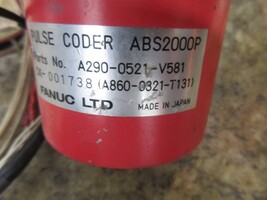 PULSE CODER ABS2000P
Parts No. A290-0521-V581
-001738 (A860-0321-T131)
FANUC LTD MADE IN JAPAN